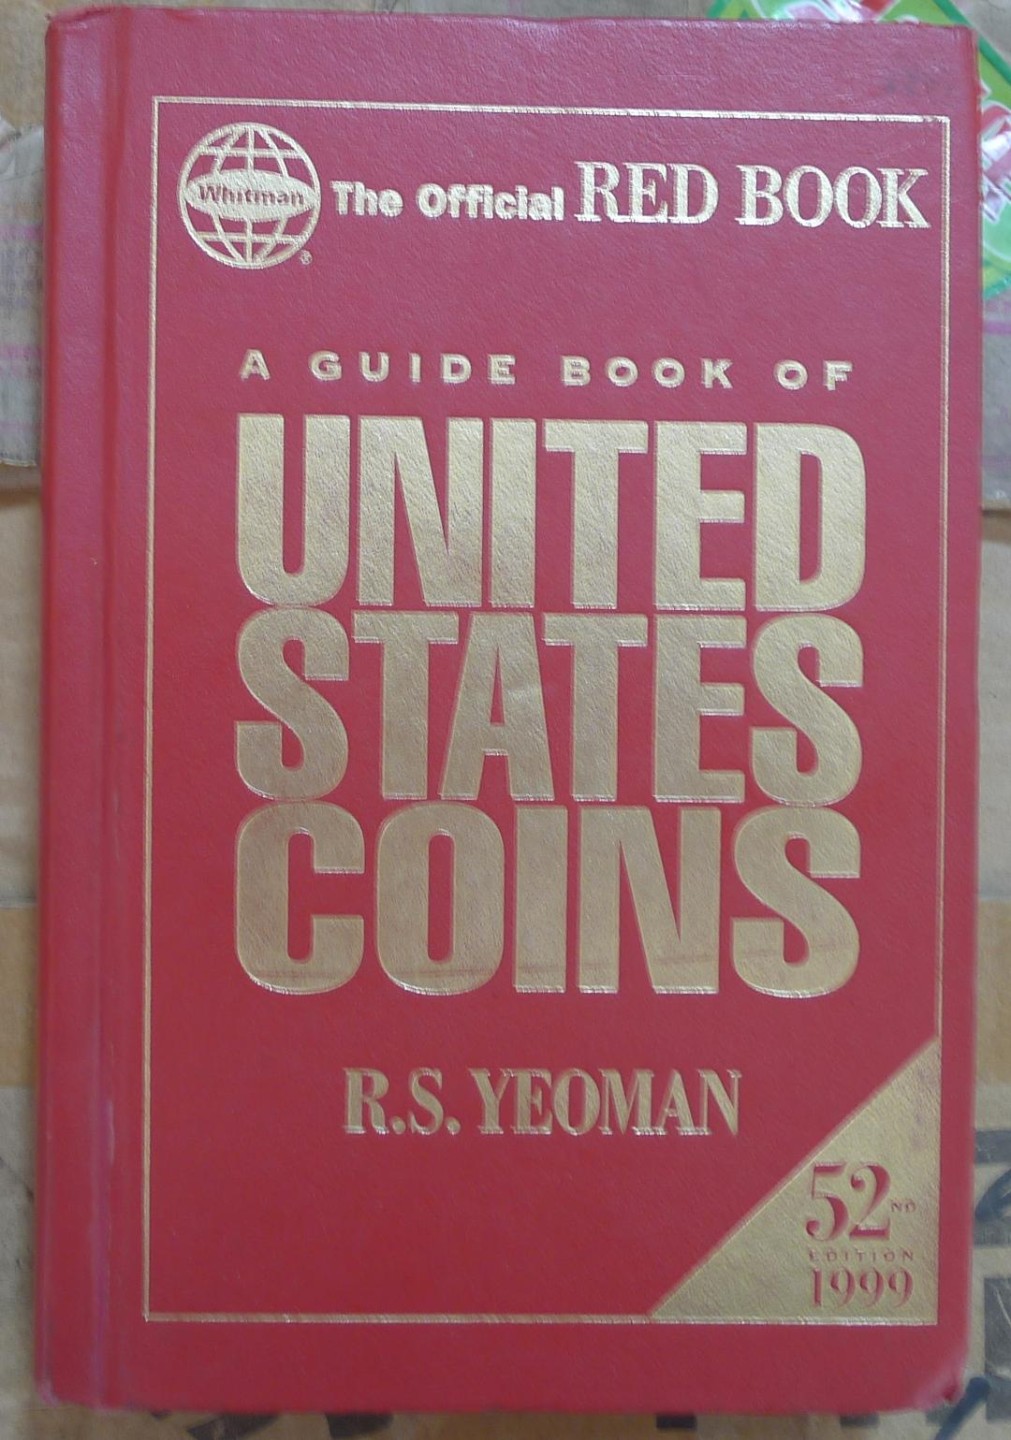 Whitman
®
The Official RED BOOK
A GUIDE BOOK OF
UNITED
STATES
COINS
R.S. YEOMAN
52ND
EDITION
1999